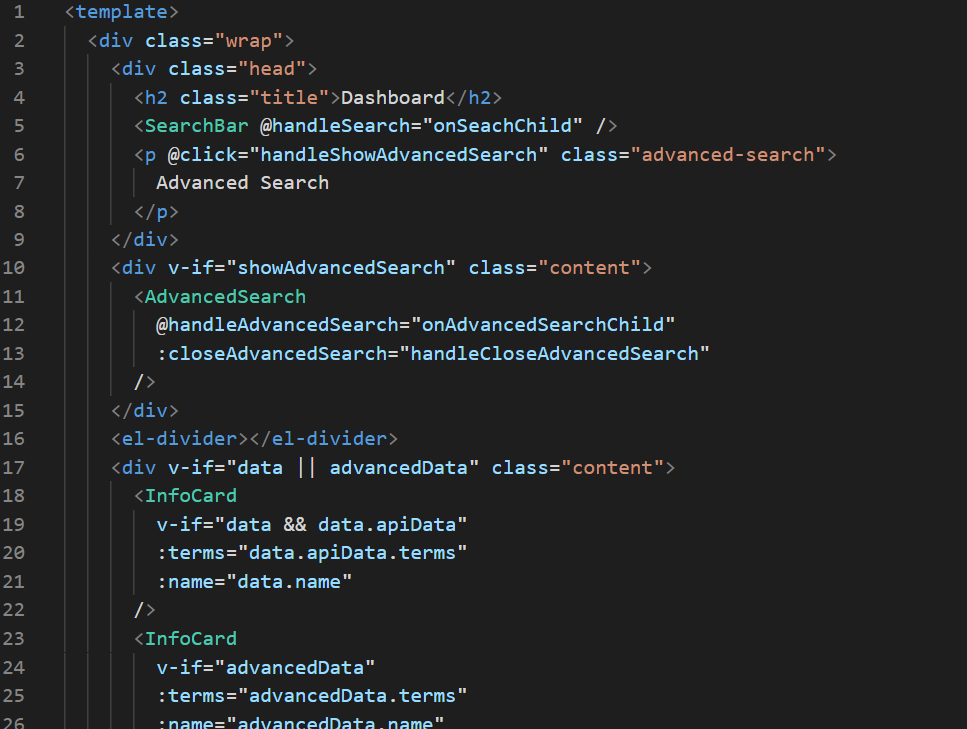 1 <template>
2 <div class="wrap">
3 <div class="head">
4 <h2 class="title">Dashboard</h2>
5 <SearchBar @handleSearch="onSeachChild" />
6 <p @click="handleShowAdvancedSearch" class="advanced-search">
7 Advanced Search
8 </p>
9 </div>
10 <div v-if="showAdvancedSearch" class="content">
11 <AdvancedSearch
12 @handleAdvancedSearch="onAdvancedSearchChild"
13 :closeAdvancedSearch="handleCloseAdvancedSearch"
14 />
15 </div>
16 <el-divider></el-divider>
17 <div v-if="data || advancedData" class="content">
18 <InfoCard
19 v-if="data && data.apiData"
20 :terms="data.apiData.terms"
21 :name="data.name"
22 />
23 <InfoCard
24 v-if="advancedData"
25 :terms="advancedData.terms"
26 :name="advancedData.name"